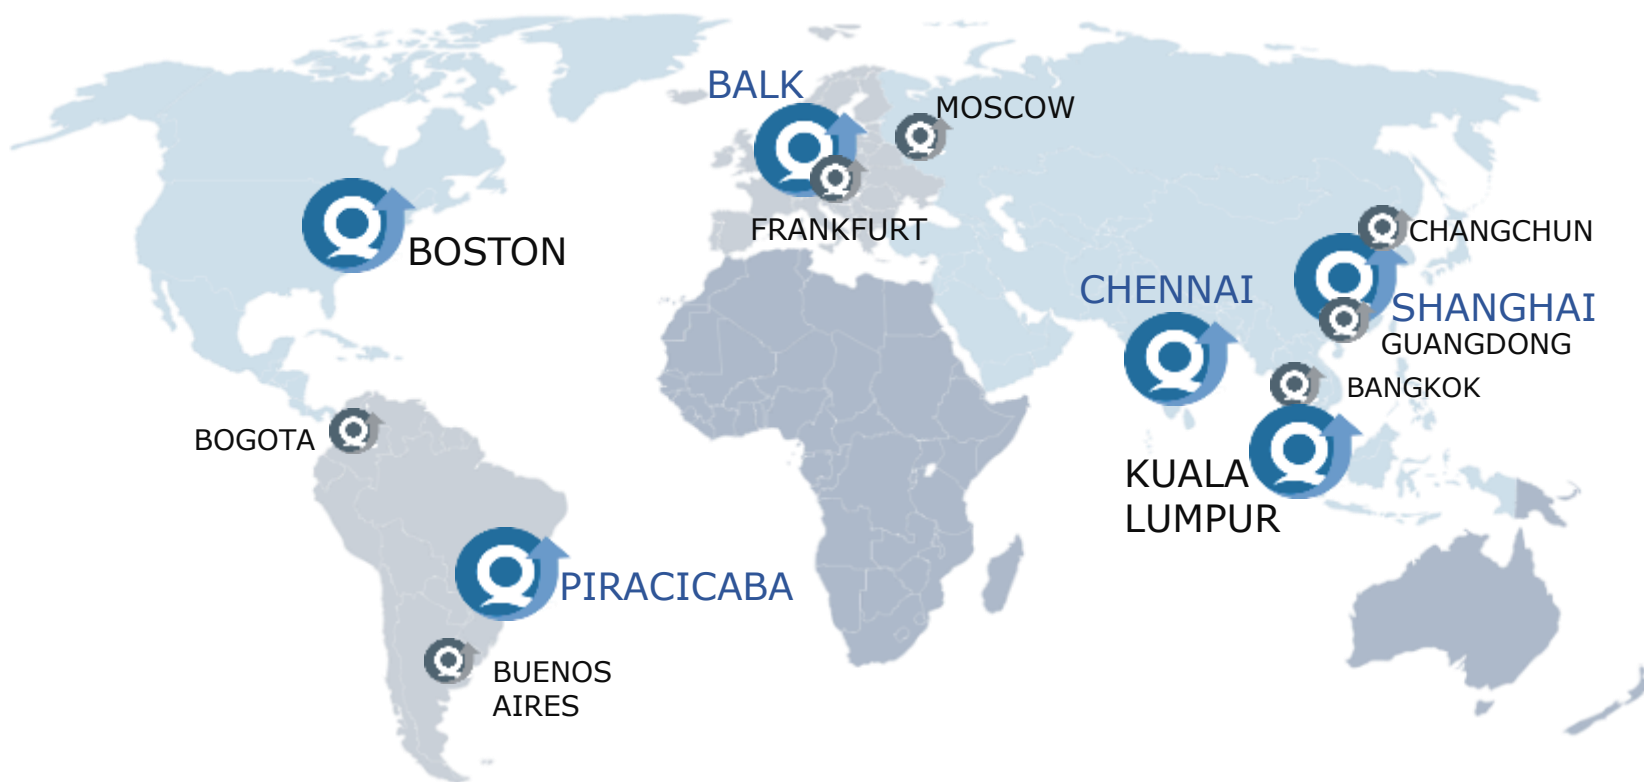 BALK
MOSCOW
FRANKFURT
BOSTON
CHANGCHUN
CHENNAI
SHANGHAI
GUANGDONG
BANGKOK
BOGOTA
KUALA
LUMPUR
PIRACICABA
BUENOS
AIRES